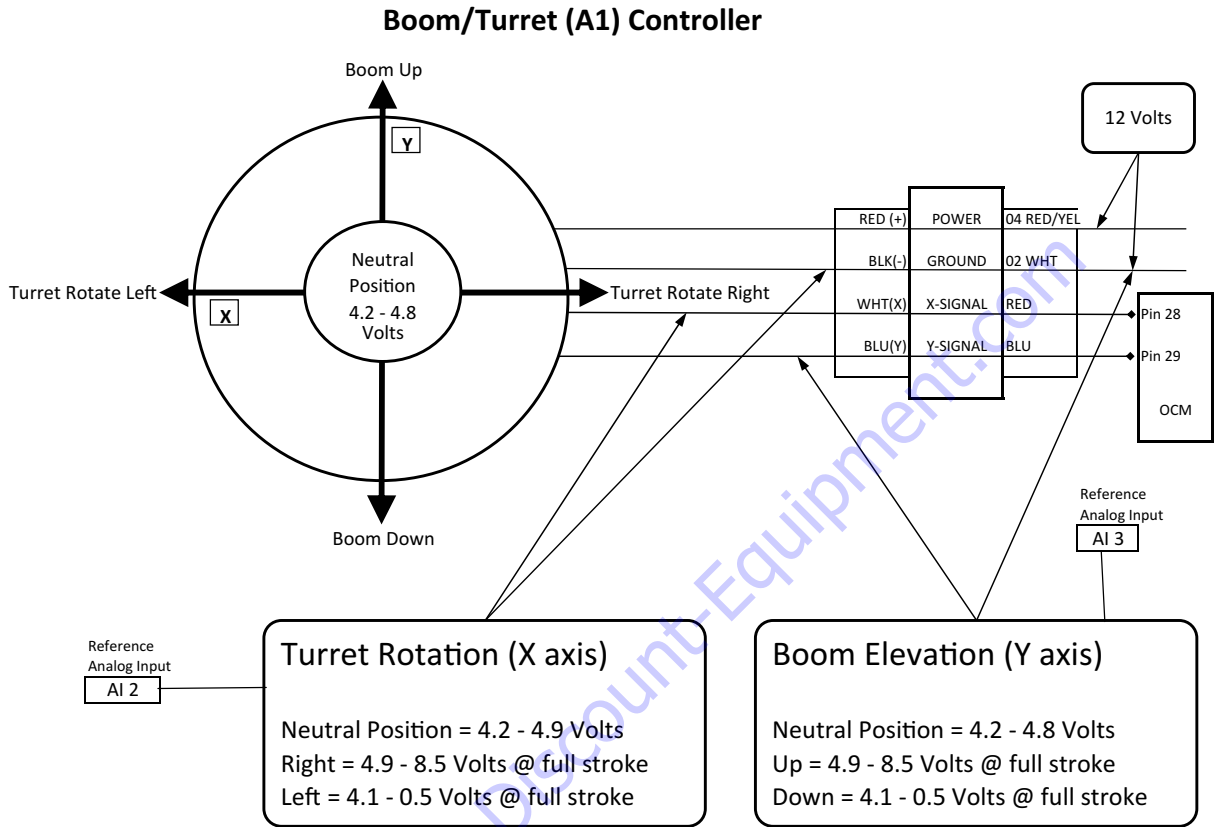 Boom/Turret (A1) Controller
Boom Up
Y
12 Volts
RED (+) POWER 04 RED/YEL
BLK(-) GROUND 02 WHT
WHT(X) X-SIGNAL RED
BLU(Y) Y-SIGNAL BLU
Pin 28
Pin 29
OCM
Neutral
Position
4.2 - 4.8
Volts
Turret Rotate Left
X
Turret Rotate Right
Boom Down
Reference
Analog Input
AI 3
Reference
Analog Input
AI 2
Turret Rotation (X axis)
Neutral Position = 4.2 - 4.9 Volts
Right = 4.9 - 8.5 Volts @ full stroke
Left = 4.1 - 0.5 Volts @ full stroke
Boom Elevation (Y axis)
Neutral Position = 4.2 - 4.8 Volts
Up = 4.9 - 8.5 Volts @ full stroke
Down = 4.1 - 0.5 Volts @ full stroke
Discount-Equipment.com